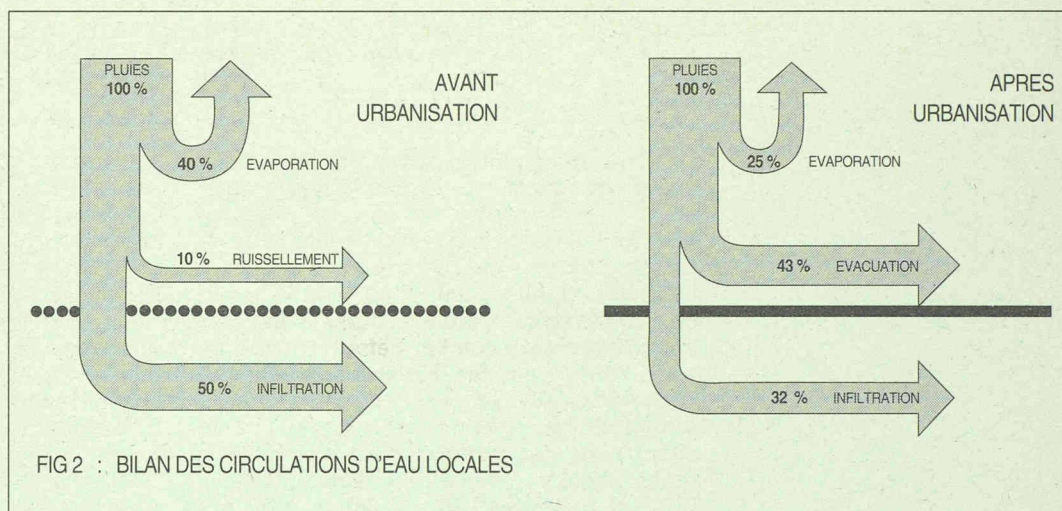 PLUIES
100 %
AVANT
URBANISATION
40 % EVAPORATION
10 % RUISSELLEMENT
50 % INFILTRATION
PLUIES
100 %
APRES
URBANISATION
25 % EVAPORATION
43 % EVACUATION
32 % INFILTRATION
FIG 2 : BILAN DES CIRCULATIONS D'EAU LOCALES